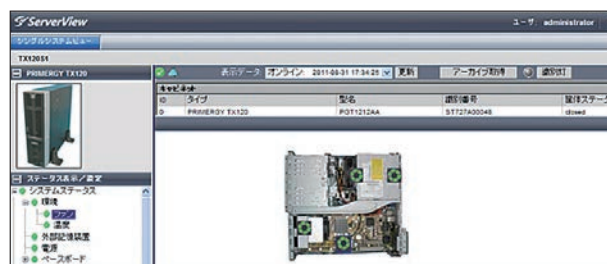 ServerView
ユーザ: administrator
シングルシステムビュー
TX120S1
PRIMERGY TX120
表示データ: オンライン: 2011-08-31 17:34:25 更新 アーカイブ取得 識別灯
キャビネット
ID タイプ 型名 識別番号 筐体ステータ
0 PRIMERGY TX120 PGT1212AA ST727A00048 closed
ステータス表示/設定
システムステータス
環境
ファン
温度
外部記憶装置
電源
ベースボード